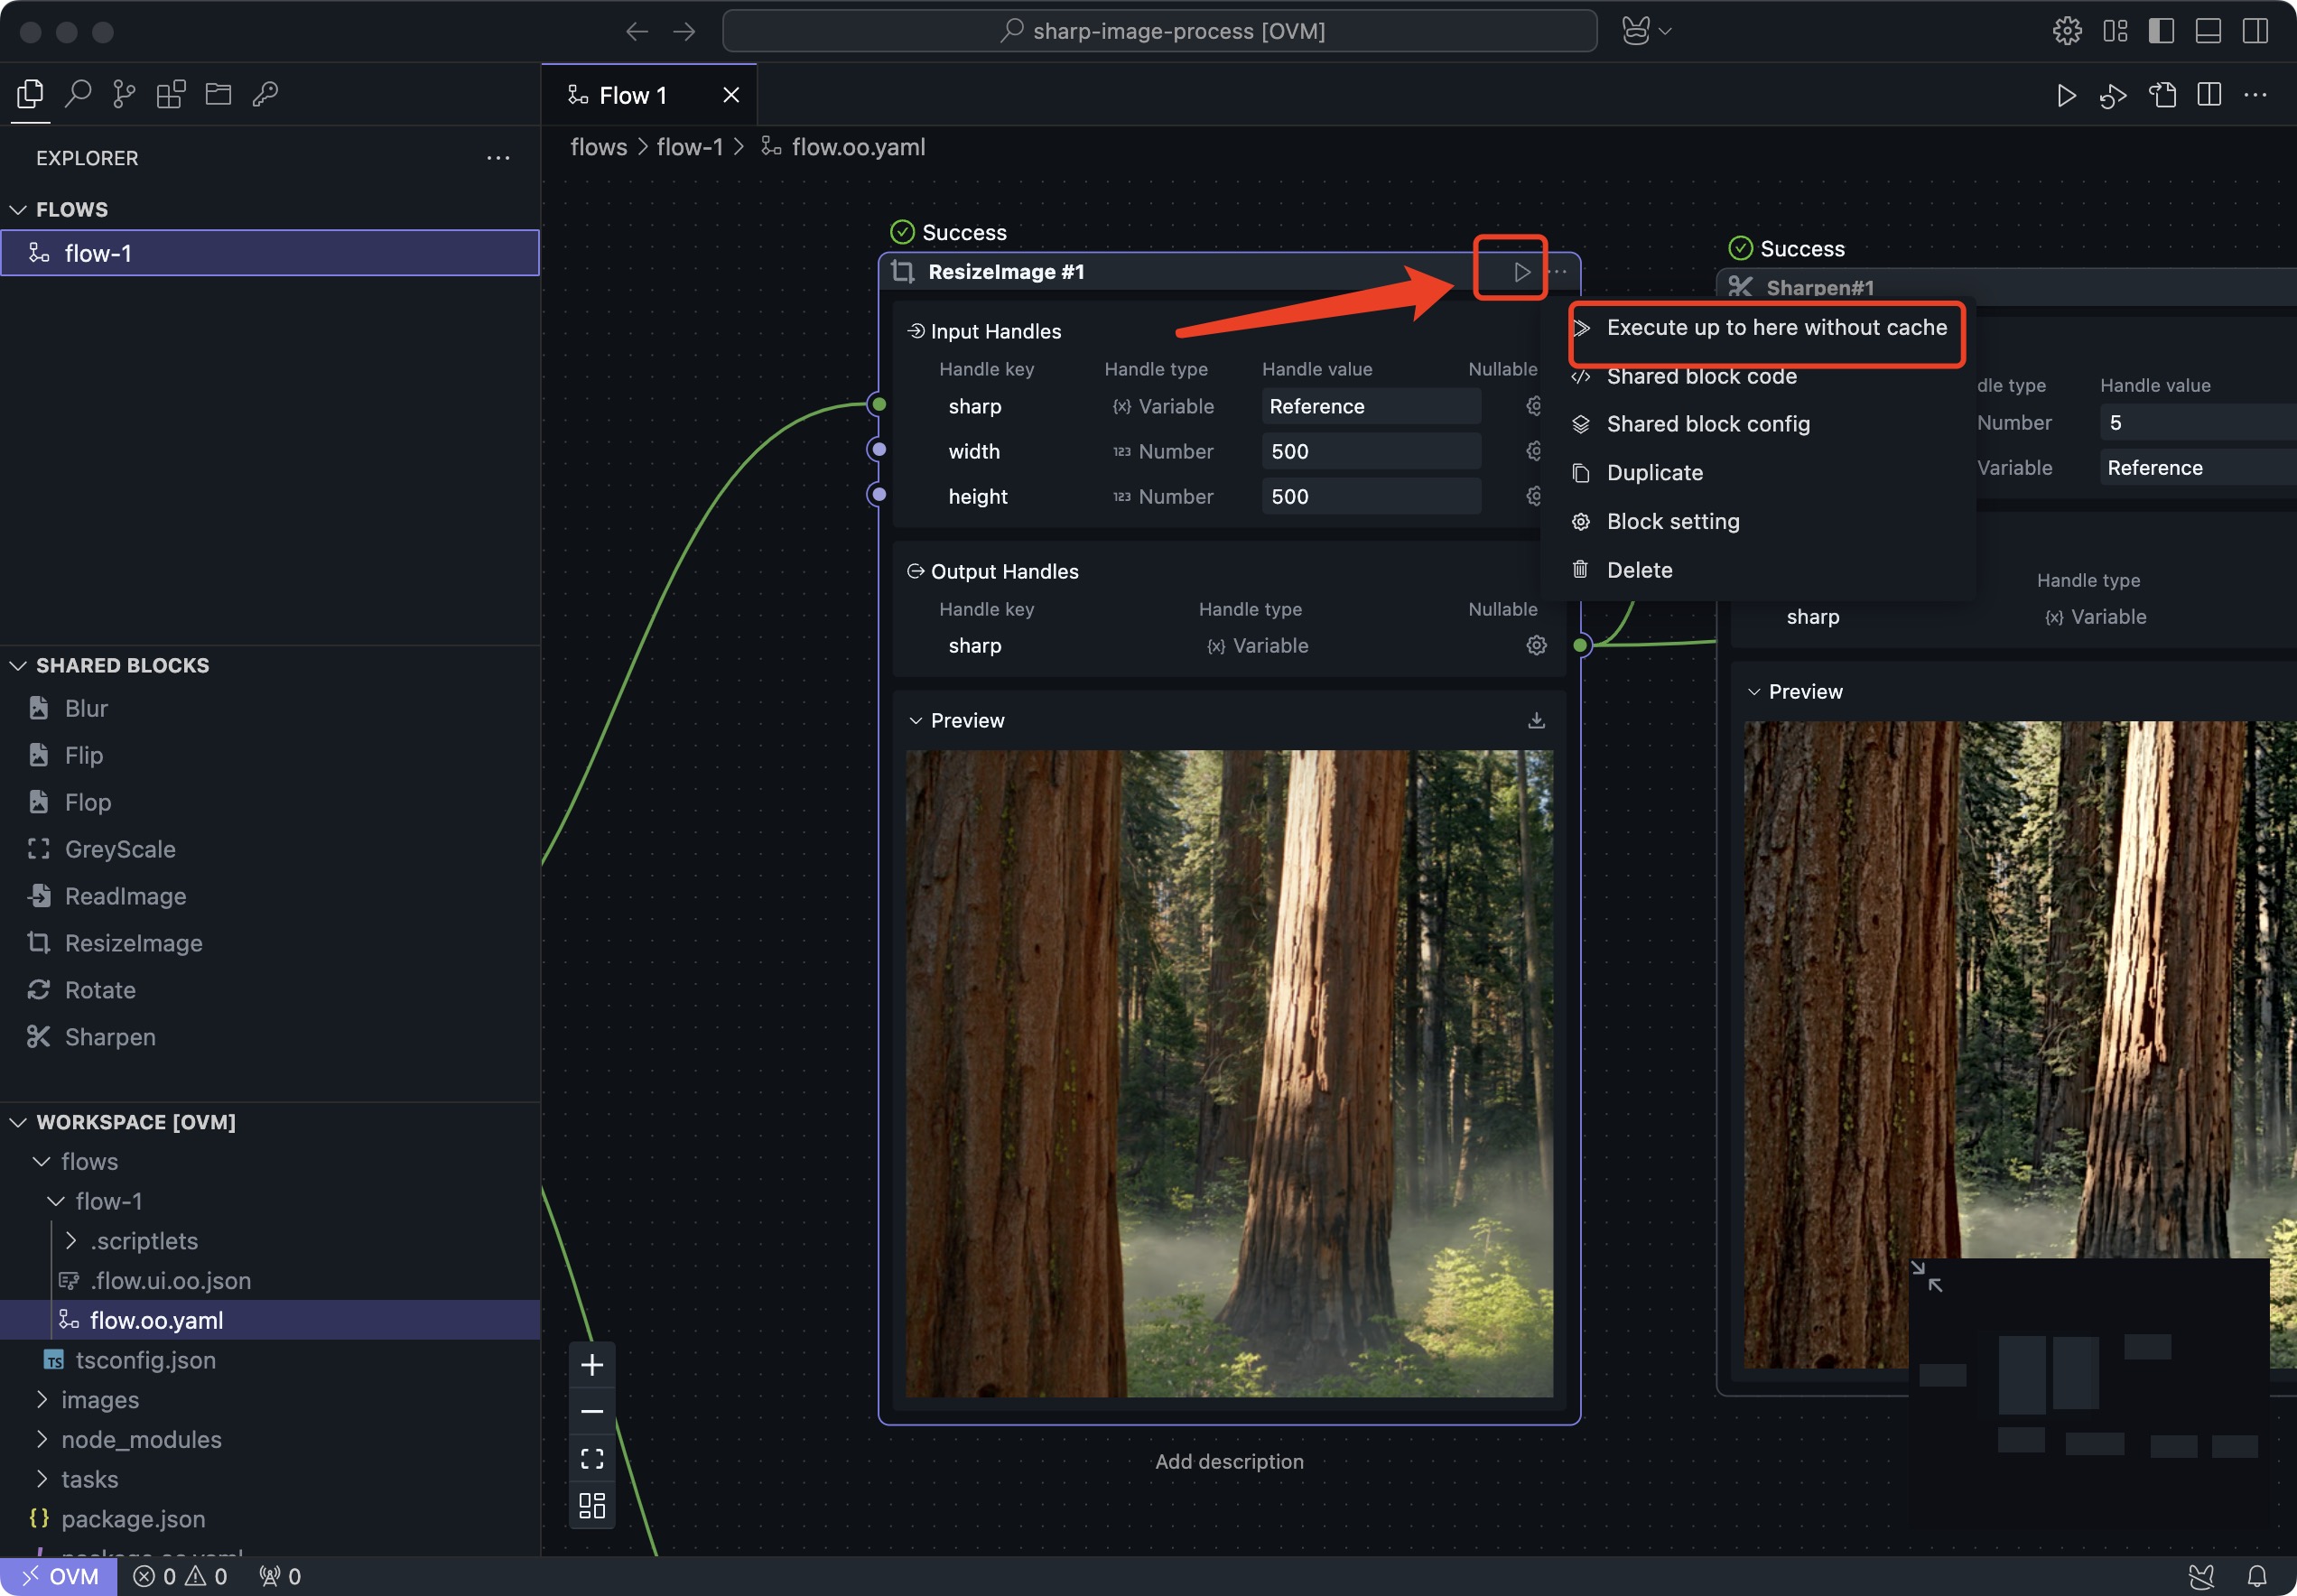 sharp-image-process [OVM]
Flow 1
flows > flow-1 > flow.oo.yaml
EXPLORER
FLOWS
flow-1
SHARED BLOCKS
Blur
Flip
Flop
GreyScale
ReadImage
ResizeImage
Rotate
Sharpen
WORKSPACE [OVM]
flows
flow-1
.scriptlets
.flow.ui.oo.json
flow.oo.yaml
TS tsconfig.json
images
node_modules
tasks
{} package.json
Success
ResizeImage #1
Input Handles
Handle key Handle type Handle value Nullable
sharp {x} Variable Reference
width 123 Number 500
height 123 Number 500
Output Handles
Handle key Handle type Nullable
sharp {x} Variable
Preview
Add description
Execute up to here without cache
Shared block code
Shared block config
Duplicate
Block setting
Delete
Success
Sharpen#1
dle type Handle value
Number 5
Variable Reference
Handle type
sharp {x} Variable
Preview
OVM 0 0 0